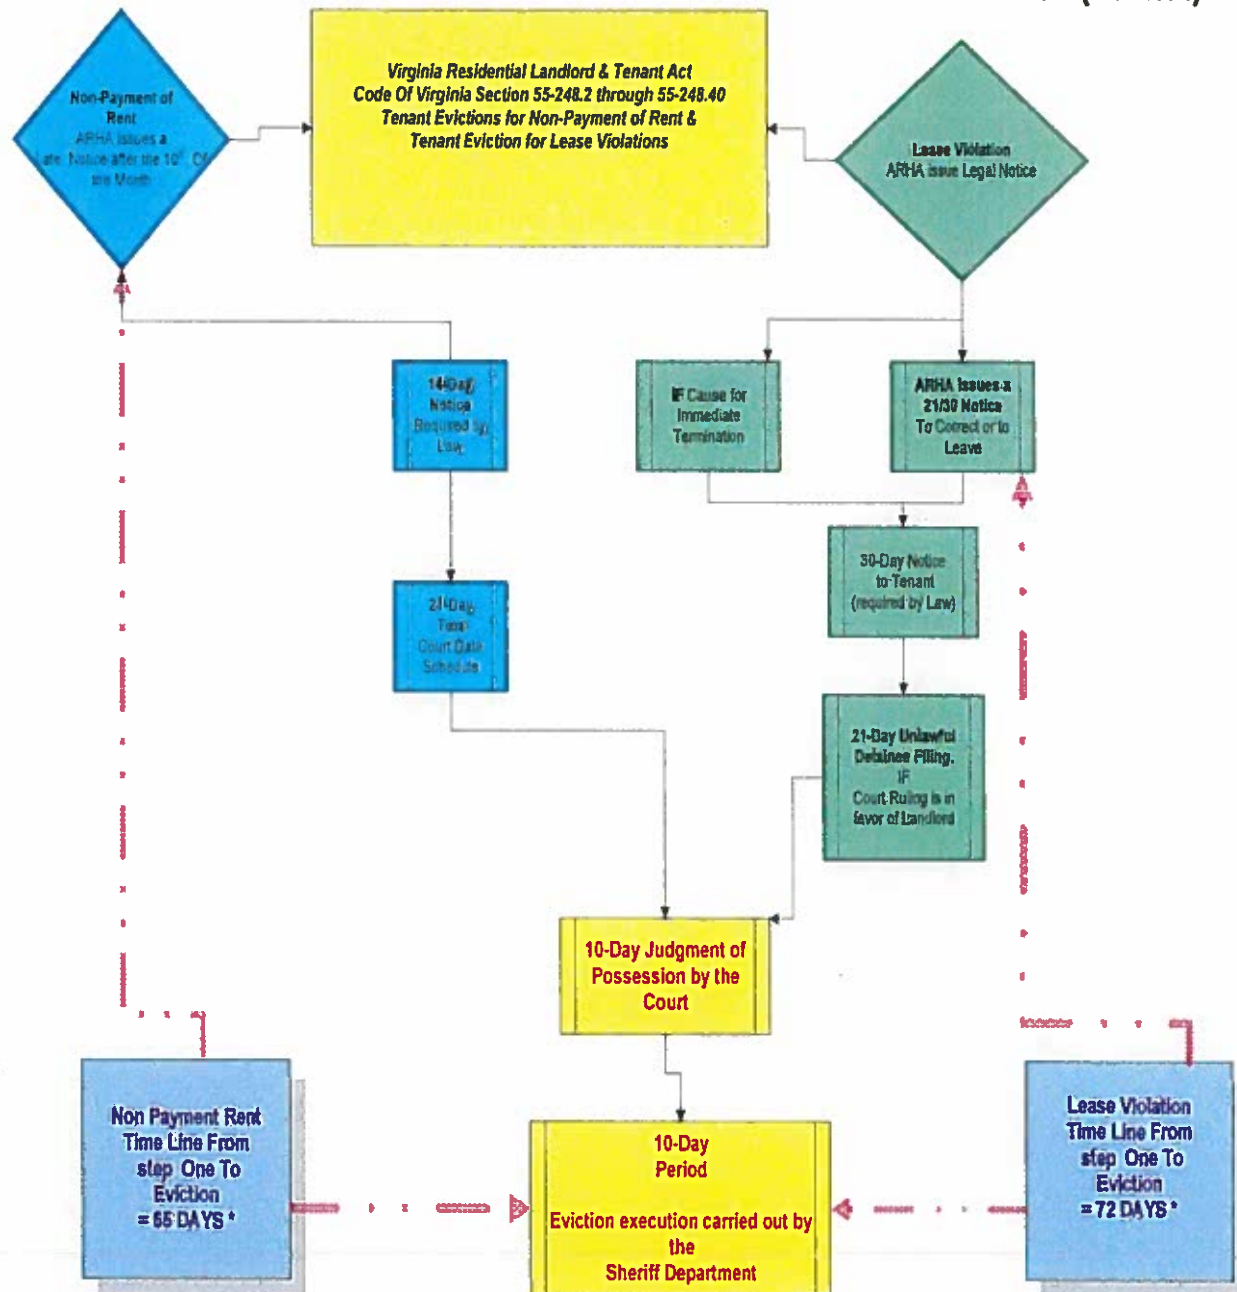 Virginia Residential Landlord & Tenant Act
Code Of Virginia Section 55-248.2 through 55-248.40
Tenant Evictions for Non-Payment of Rent &
Tenant Eviction for Lease Violations
Non-Payment of
Rent
ARHA Issues a
Notice after the 10 Of
the Month
Lease Violation
ARHA issue Legal Notice
14-Day
Notice
Required by
Law
IF Cause for
Immediate
Termination
ARHA Issues a
21/30 Notice
To Correct or to
Leave
30-Day Notice
to Tenant
(required by Law)
21-Day
Court Date
Schedule
21-Day Unlawful
Detainee Filing.
IF
Court Ruling is in
favor of Landlord
10-Day Judgment of
Possession by the
Court
Non Payment Rent
Time Line From
step One To
Eviction
= DAYS *
Lease Violation
Time Line From
step One To
Eviction
= 72 DAYS *
10-Day
Period
Eviction execution carried out by
the
Sheriff Department